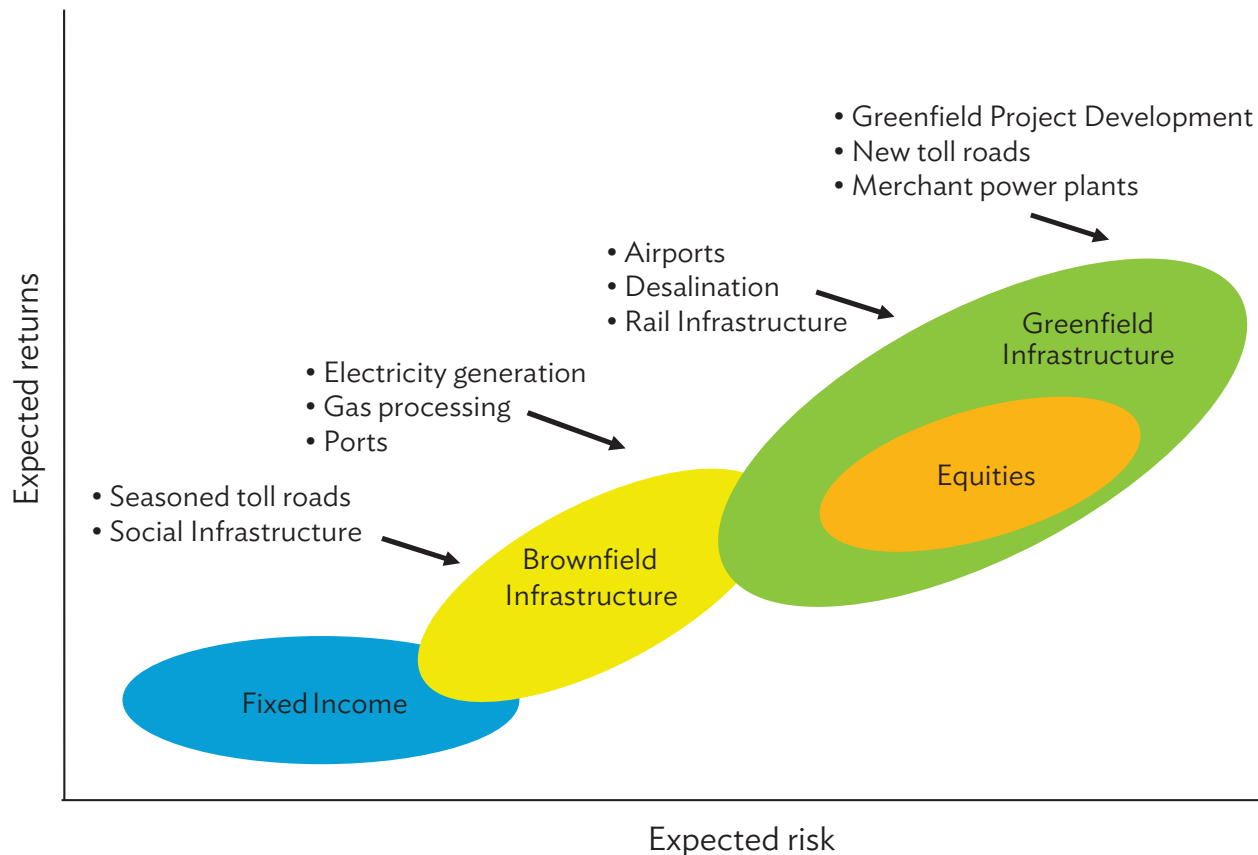 • Greenfield Project Development
• New toll roads
• Merchant power plants
• Airports
• Desalination
• Rail Infrastructure
Greenfield
Infrastructure
• Electricity generation
• Gas processing
• Ports
Equities
• Seasoned toll roads
• Social Infrastructure
Brownfield
Infrastructure
Fixed Income
Expected returns
Expected risk